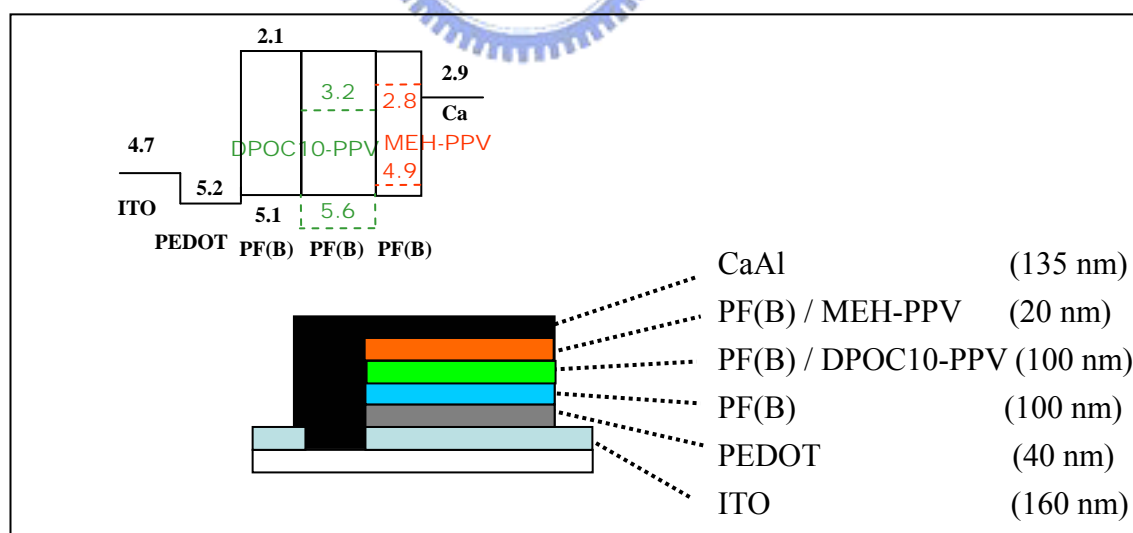 2.1
2.9
3.2
2.8
Ca
4.7
DPOC10-PPV
MEH-PPV
4.9
5.2
ITO
5.1
5.6
PEDOT
PF(B)
PF(B)
PF(B)
CaAl (135 nm)
PF(B) / MEH-PPV (20 nm)
PF(B) / DPOC10-PPV (100 nm)
PF(B) (100 nm)
PEDOT (40 nm)
ITO (160 nm)